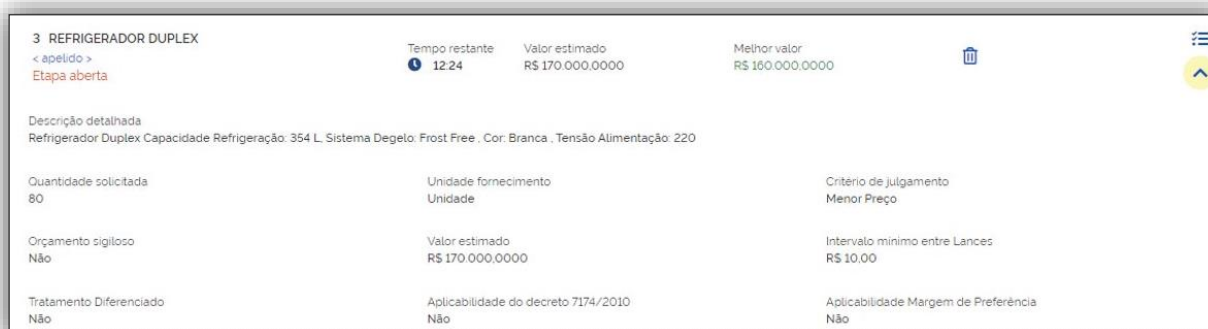 3 REFRIGERADOR DUPLEX
< apelido >
Etapa aberta
Tempo restante
12:24
Valor estimado
R$ 170.000,0000
Melhor valor
R$ 160.000,0000
Descrição detalhada
Refrigerador Duplex Capacidade Refrigeração: 354 L, Sistema Degelo: Frost Free , Cor: Branca , Tensão Alimentação: 220
Quantidade solicitada
80
Unidade fornecimento
Unidade
Critério de julgamento
Menor Preço
Orçamento sigiloso
Não
Valor estimado
R$ 170.000,0000
Intervalo mínimo entre Lances
R$ 10,00
Tratamento Diferenciado
Não
Aplicabilidade do decreto 7174/2010
Não
Aplicabilidade Margem de Preferência
Não